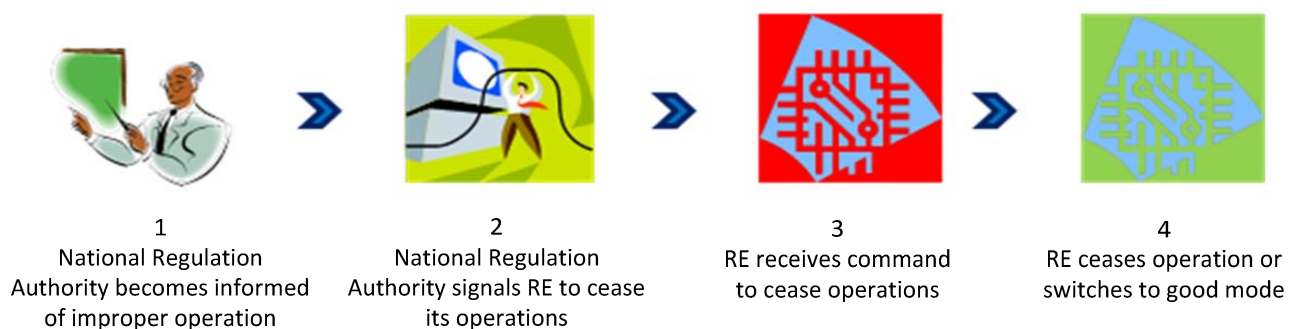 1
National Regulation
Authority becomes informed
of improper operation
2
National Regulation
Authority signals RE to cease
its operations
3
RE receives command
to cease operations
4
RE ceases operation or
switches to good mode